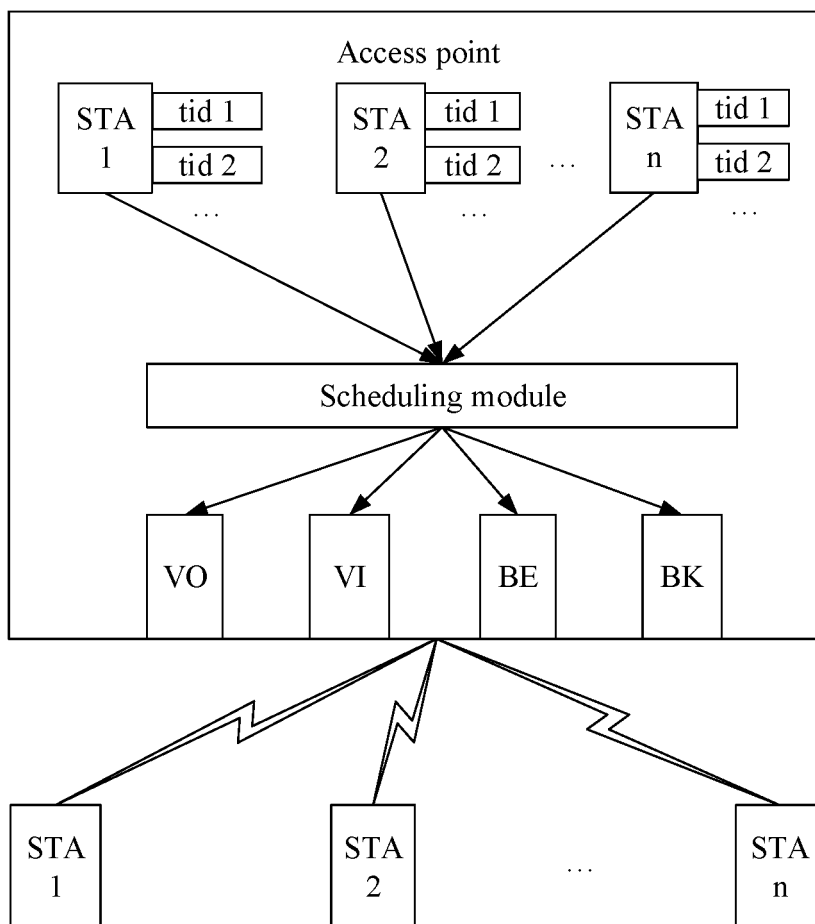 Access point
STA
1
tid 1
tid 2
...
STA
2
tid 1
tid 2
...
...
STA
n
tid 1
tid 2
...
Scheduling module
VO
VI
BE
BK
STA
1
STA
2
...
STA
n